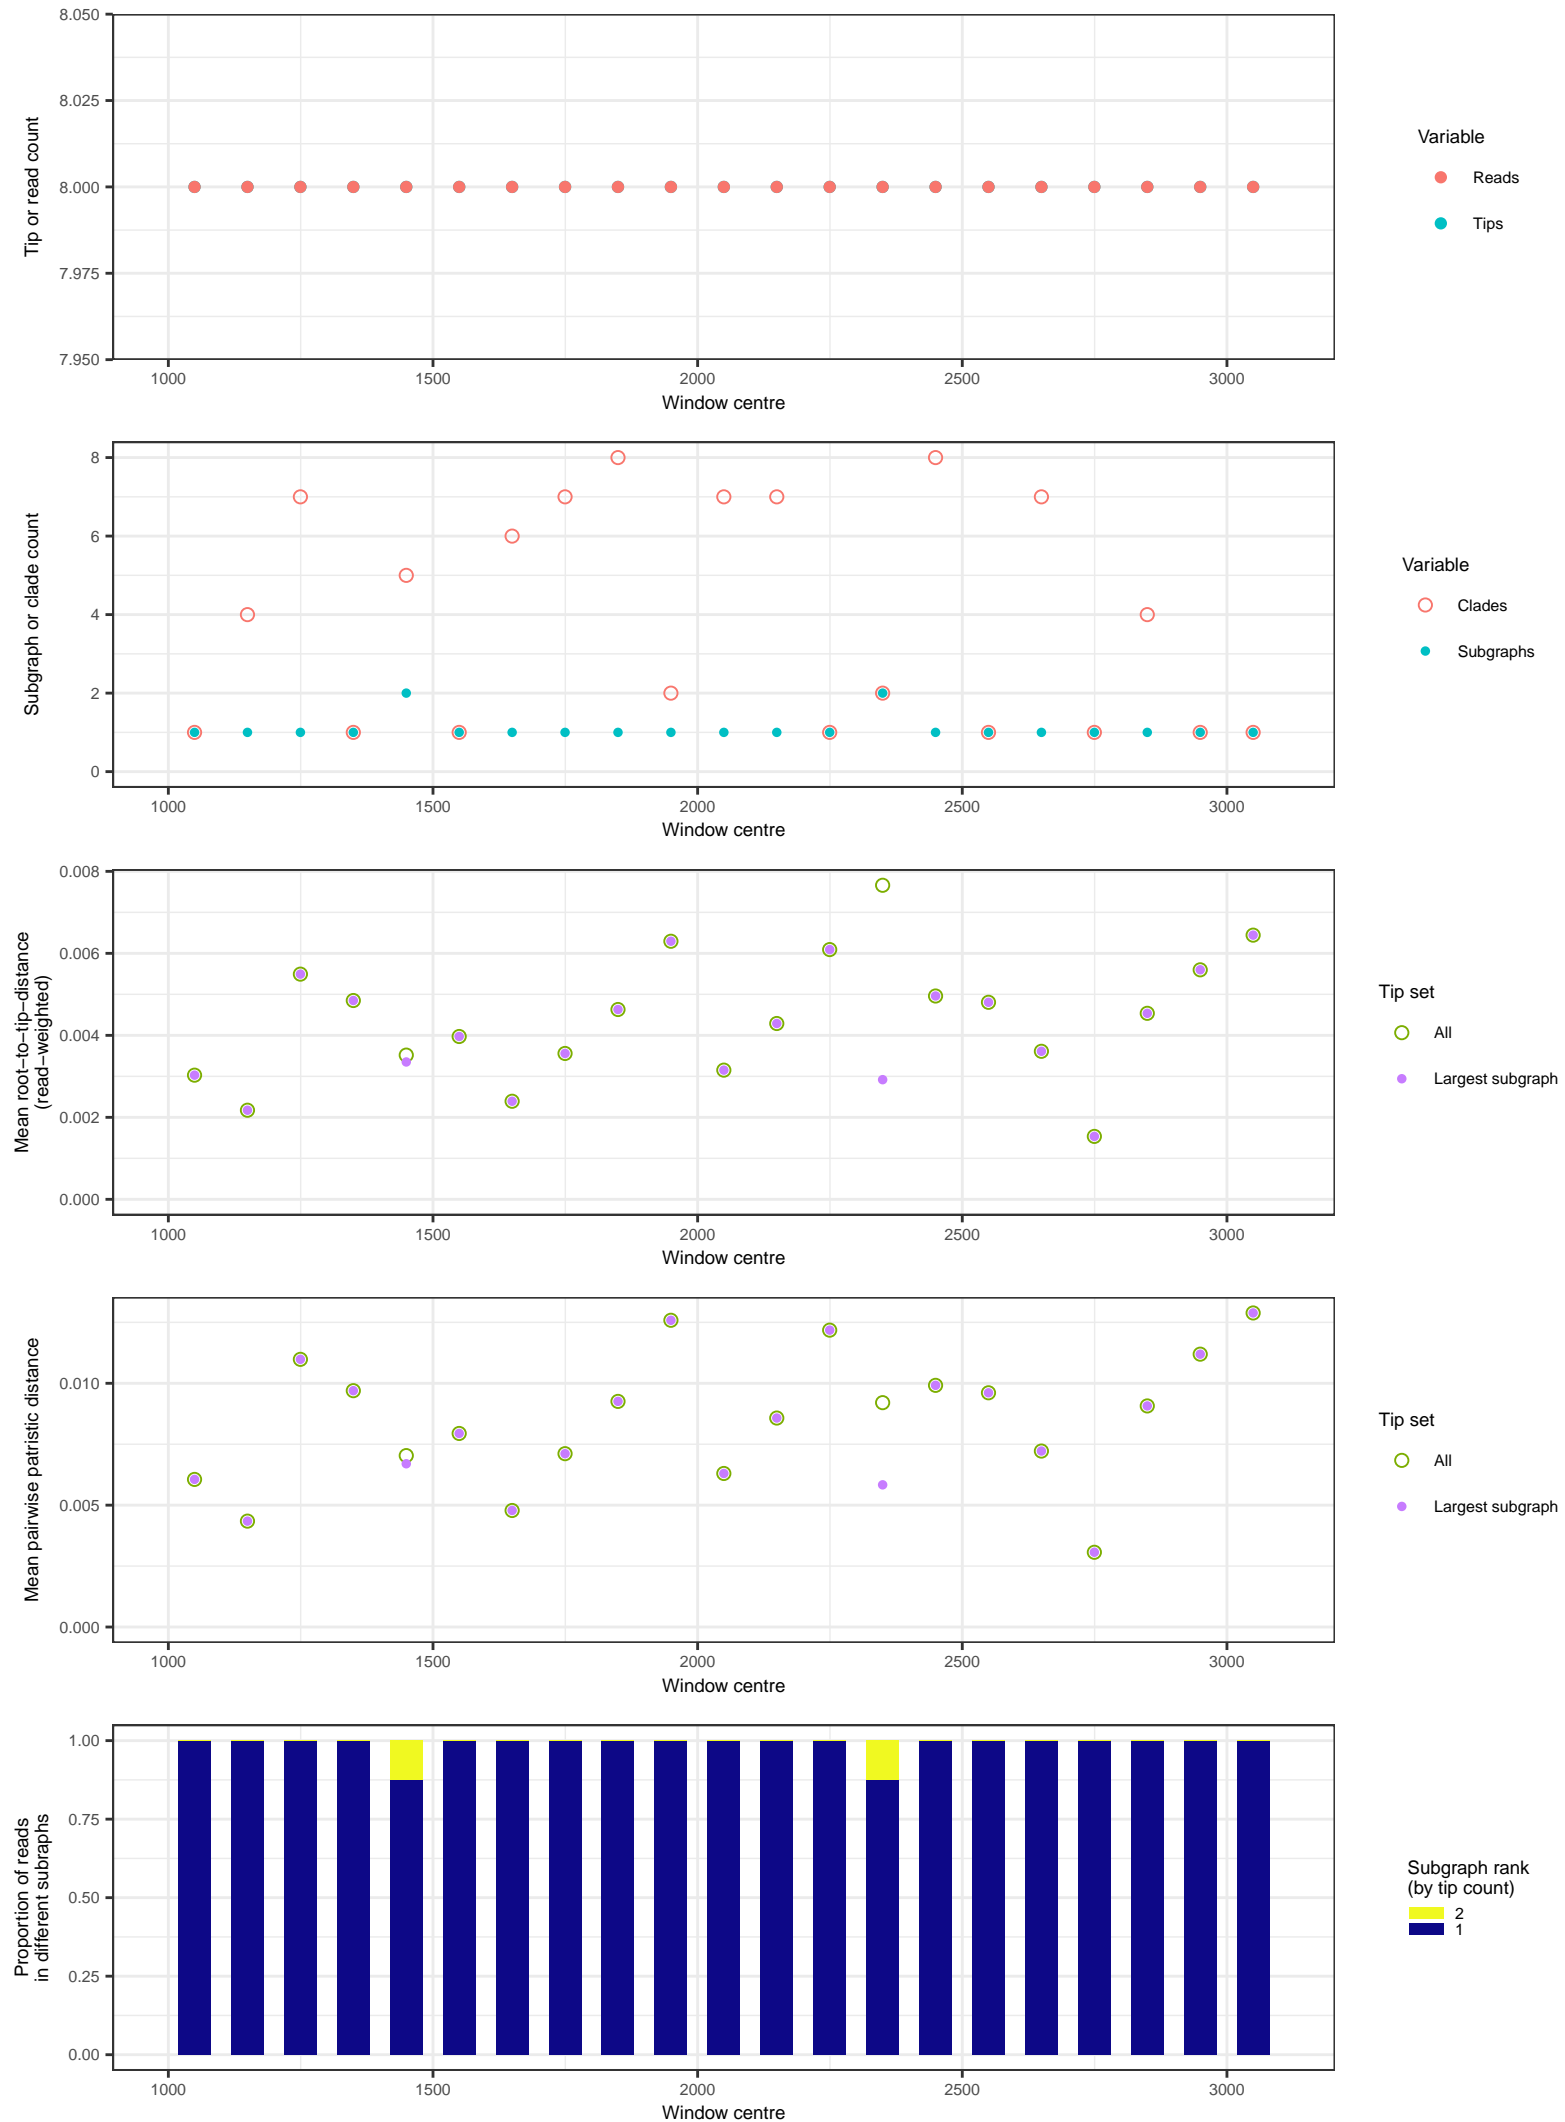 8.050
8.025
8.000
7.975
7.950
Tip or read count
1000 1500 2000 2500 3000
Window centre
Variable
Reads
Tips
8
6
4
2
0
Subgraph or clade count
1000 1500 2000 2500 3000
Window centre
Variable
Clades
Subgraphs
0.008
0.006
0.004
0.002
0.000
Mean root−to−tip−distance
(read−weighted)
1000 1500 2000 2500 3000
Window centre
Tip set
All
Largest subgraph
0.010
0.005
0.000
Mean pairwise patristic distance
1000 1500 2000 2500 3000
Window centre
Tip set
All
Largest subgraph
1.00
0.75
0.50
0.25
0.00
Proportion of reads
in different subraphs
1000 1500 2000 2500 3000
Window centre
Subgraph rank
(by tip count)
2
1